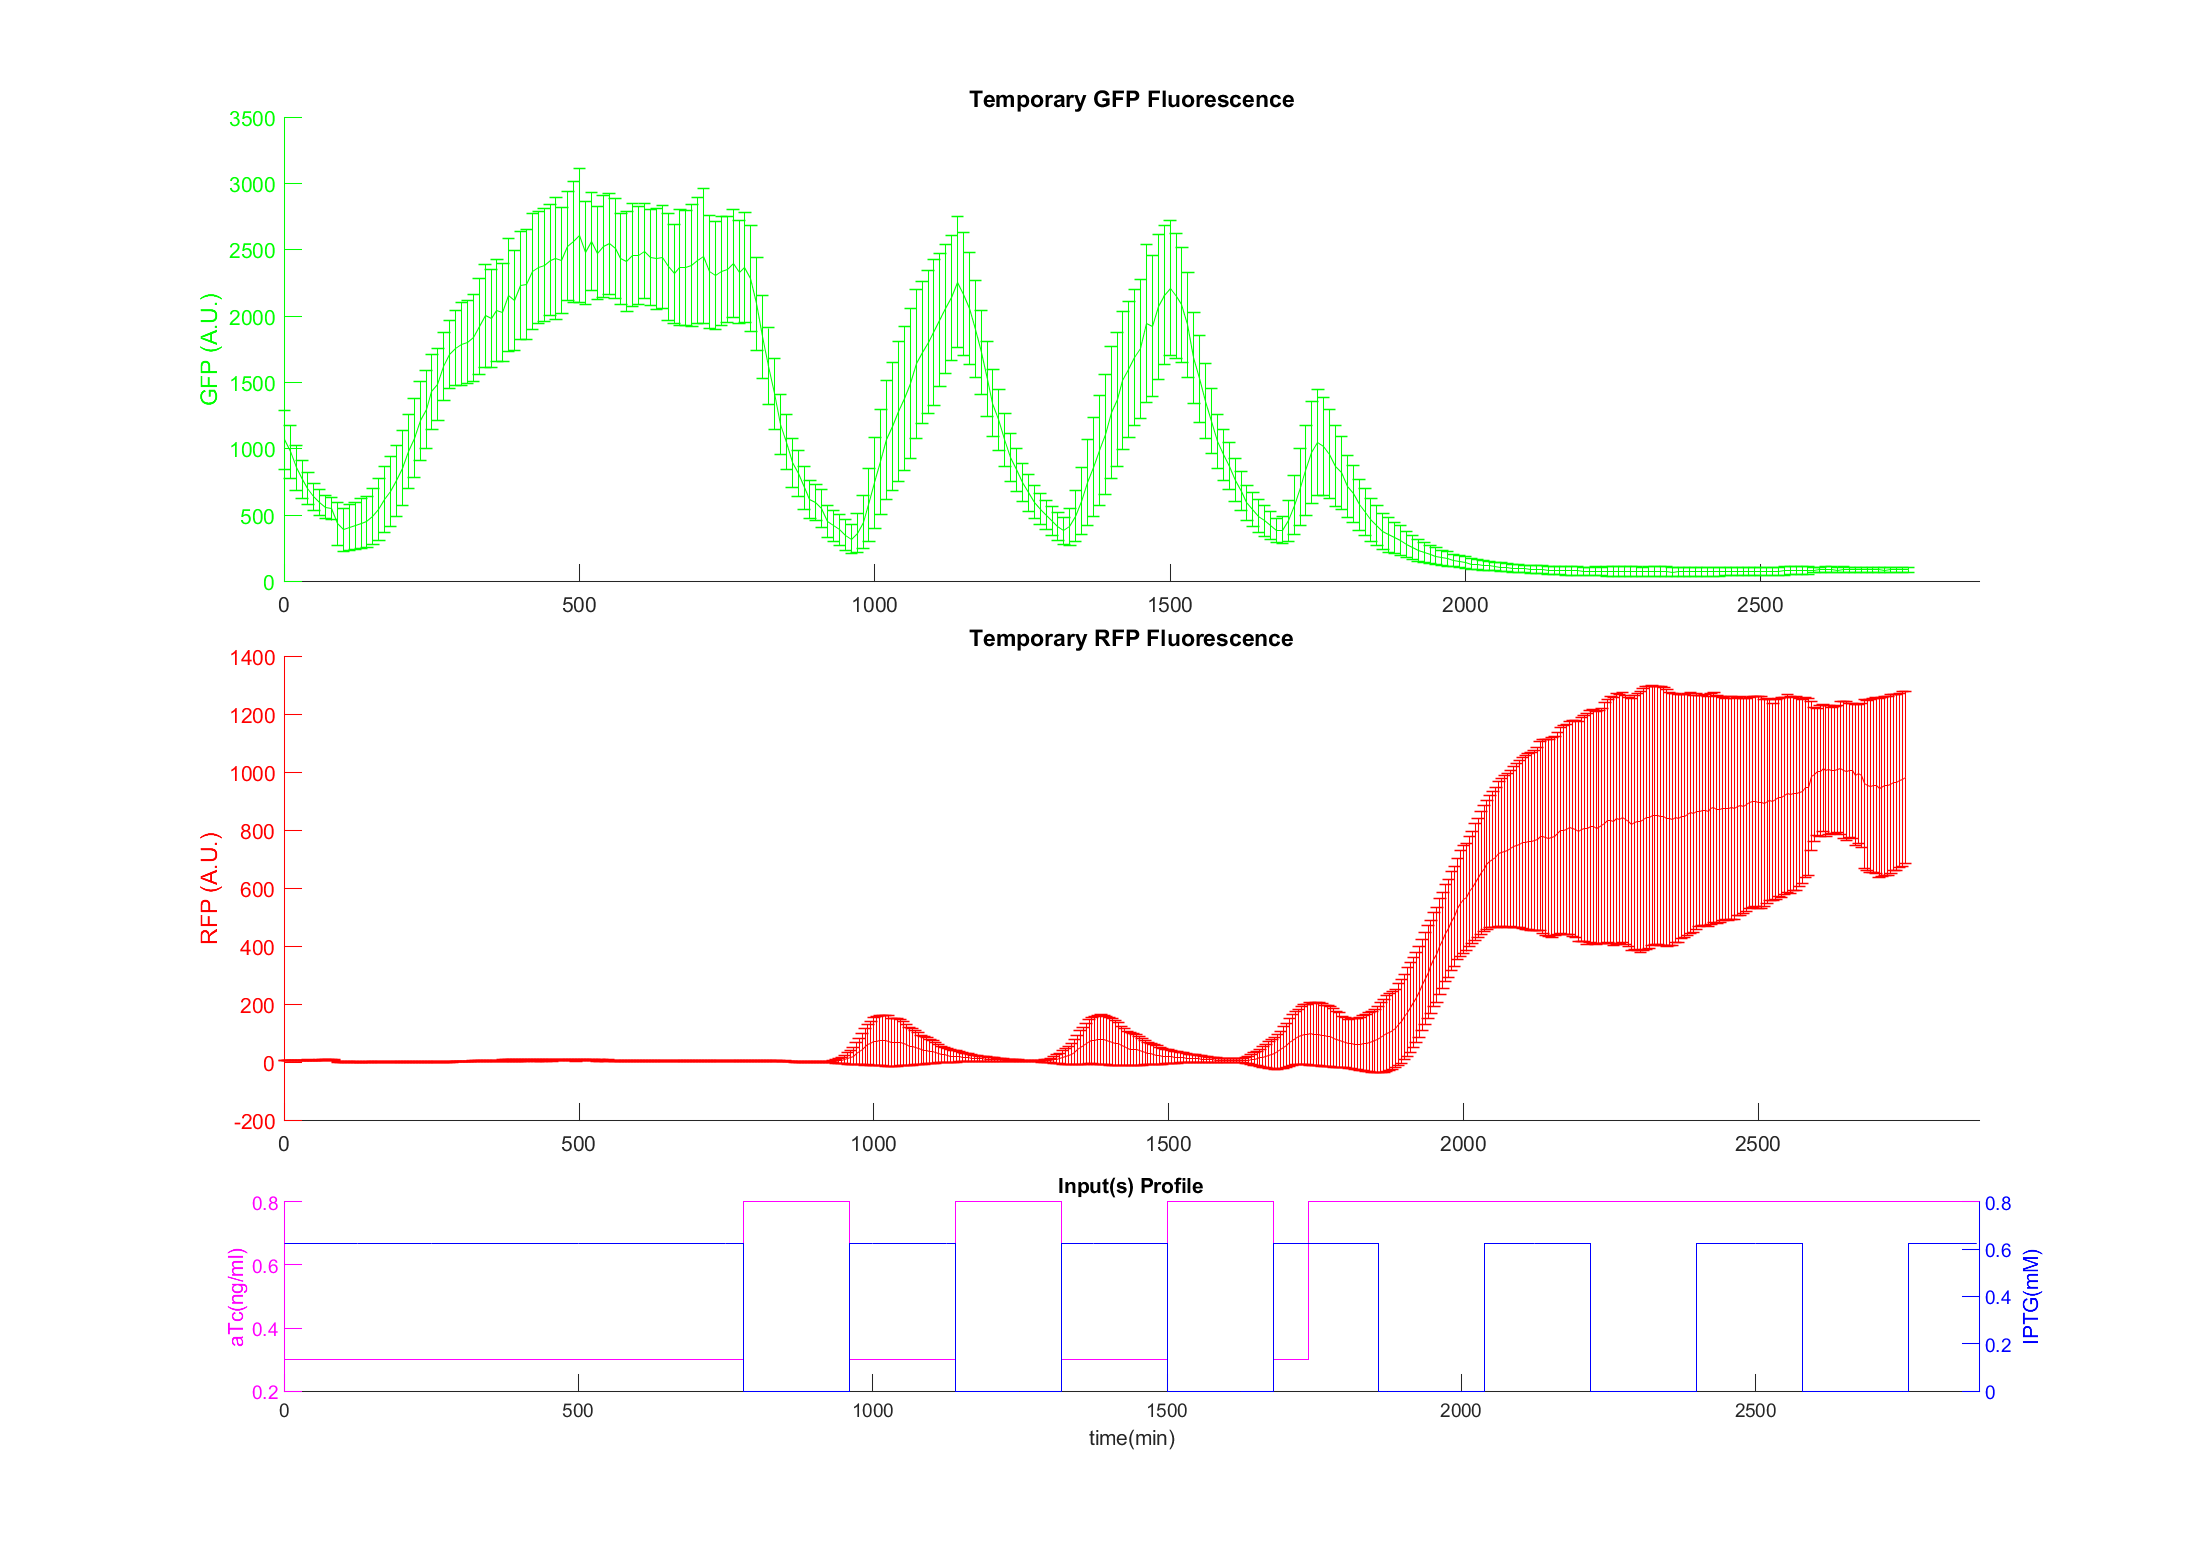 Temporary GFP Fluorescence
GFP (A.U.)
3500
3000
2500
2000
1500
1000
500
0
0 500 1000 1500 2000 2500
Temporary RFP Fluorescence
RFP (A.U.)
1400
1200
1000
800
600
400
200
0
-200
0 500 1000 1500 2000 2500
Input(s) Profile
aTc(ng/ml)
0.8
0.6
0.4
0.2
0.8
0.6
0.4
0.2
0
IPTG(mM)
0 500 1000 1500 2000 2500
time(min)